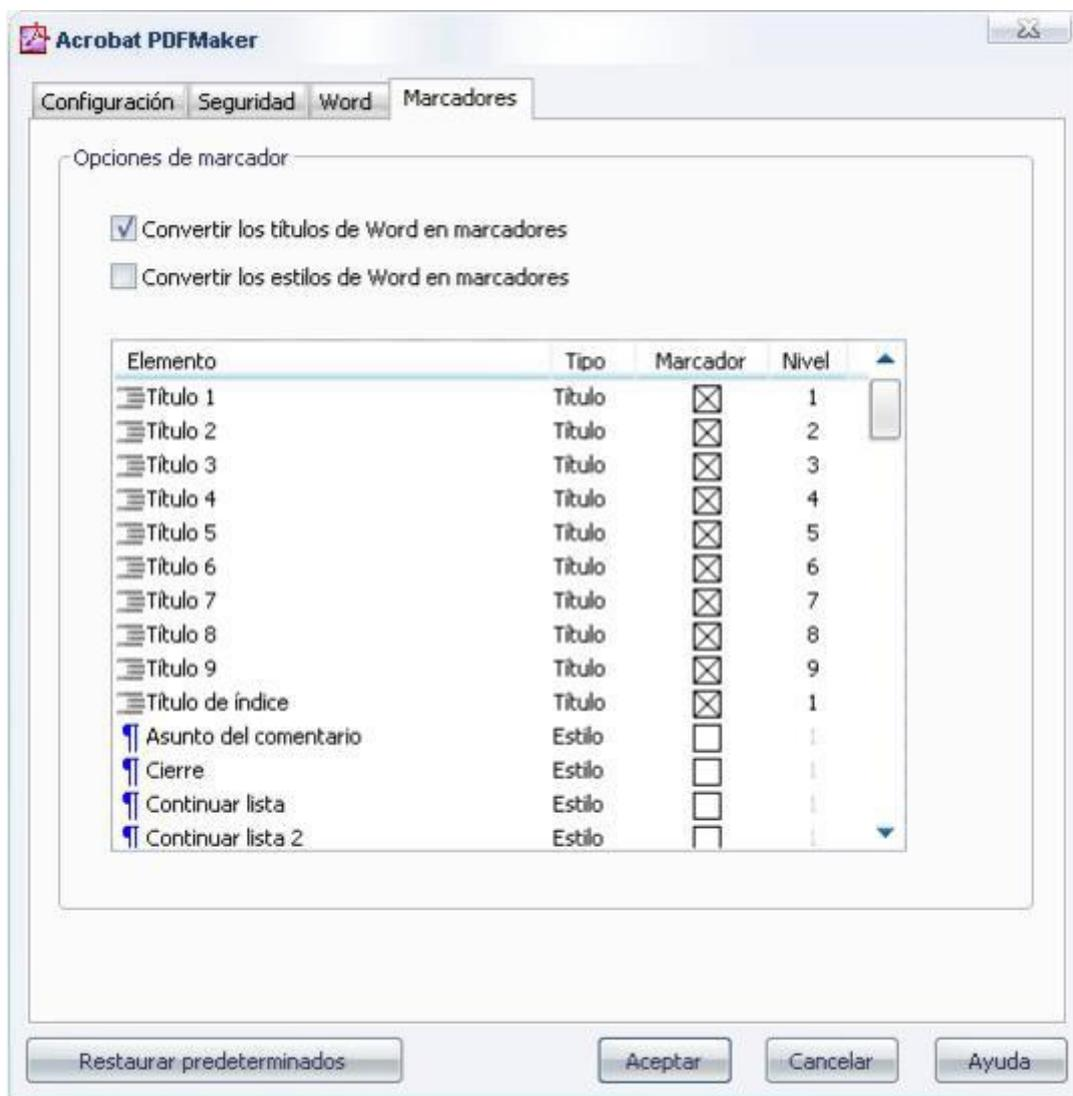 Acrobat PDFMaker
Configuración Seguridad Word Marcadores
Opciones de marcador
Convertir los títulos de Word en marcadores
Convertir los estilos de Word en marcadores
Elemento Tipo Marcador Nivel
Título 1 Título 1
Título 2 Título 2
Título 3 Título 3
Título 4 Título 4
Título 5 Título 5
Título 6 Título 6
Título 7 Título 7
Título 8 Título 8
Título 9 Título 9
Título de índice Título 1
¶ Asunto del comentario Estilo 1
¶ Cierre Estilo 1
¶ Continuar lista Estilo 1
¶ Continuar lista 2 Estilo 1
Restaurar predeterminados Aceptar Cancelar Ayuda